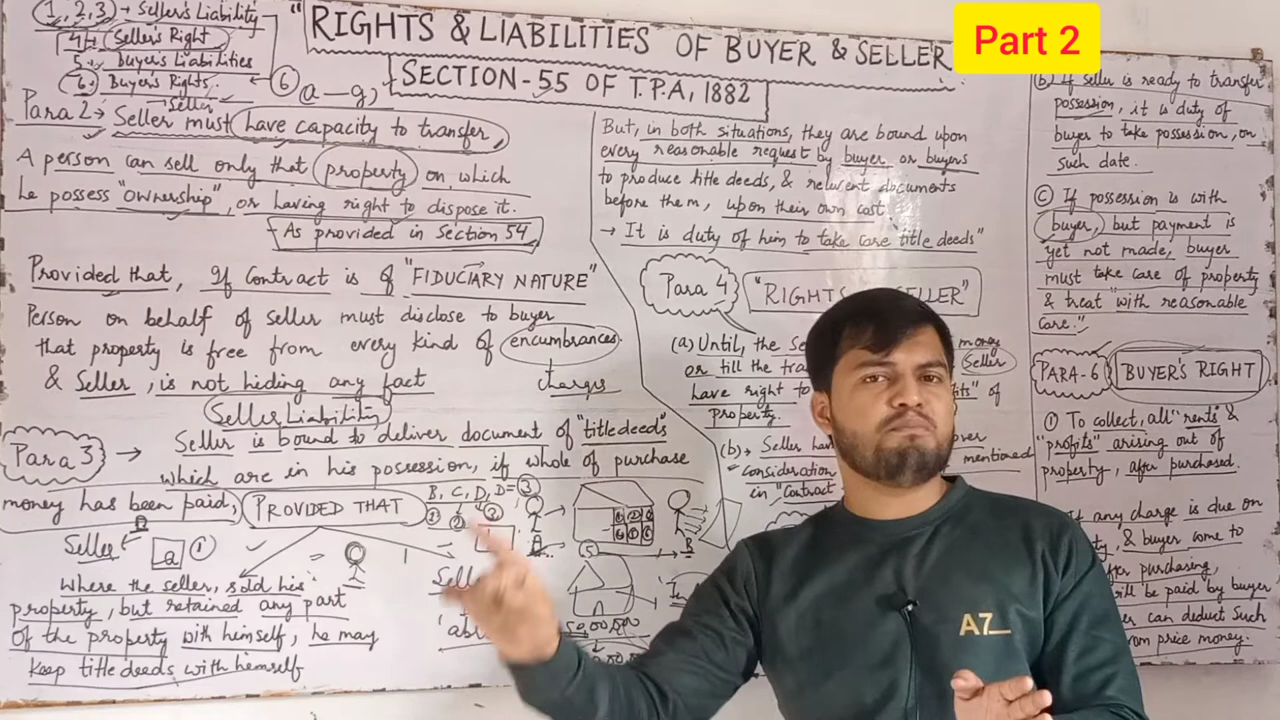 "RIGHTS & LIABILITIES OF BUYER & SELLER
Part 2
SECTION-55 OF T.P.A, 1882
1, 2, 3) → Seller's Liability
4 → Seller's Right
5 → Buyer's Liabilities
6. Buyer's Rights
6 (a-g)
Seller
Para 2 → Seller must have capacity to transfer
A person can sell only that property on which
he possess "ownership", or having right to dispose it.
As provided in Section 54
Provided that, If Contract is of "FIDUCIARY NATURE"
Person on behalf of seller must disclose to buyer
that property is free from every kind of encumbrances
& Seller, is not hiding any fact
charges
Seller Liability
Para 3 → Seller is bound to deliver document of "title deeds"
which are in his possession, if whole of purchase
money has been paid, PROVIDED THAT
B, C, D, D = 3
Seller
a 1
Where the seller, sold his
property, but retained any part
of the property with himself, he may
keep title deeds with hemself
But, in both situations, they are bound upon
every reasonable request by buyer or buyers
to produce title deeds, & relevent documents
before them, upon their own cost.
→ It is duty of him to take care title deeds"
Para 4 "RIGHTS SELLER"
(a) Until, the money
or till the Seller
have right to of
property.
(b) → Seller
"Consideration mentioned
in "Contract
(b) If seller is ready to transfer
possession, it is duty of
buyer to take possession, on
such date.
(c) If possession is with
buyer, but payment is
yet not made, buyer
must take care of property
& treat "with reasonable
care."
PARA-6 BUYER'S RIGHT
① To collect, all "rents" &
"profits" arising out of
property, after purchased.
If any charge is due on
& buyer come to
purchasing,
will be paid by buyer
can deduct such
from price money.
A7